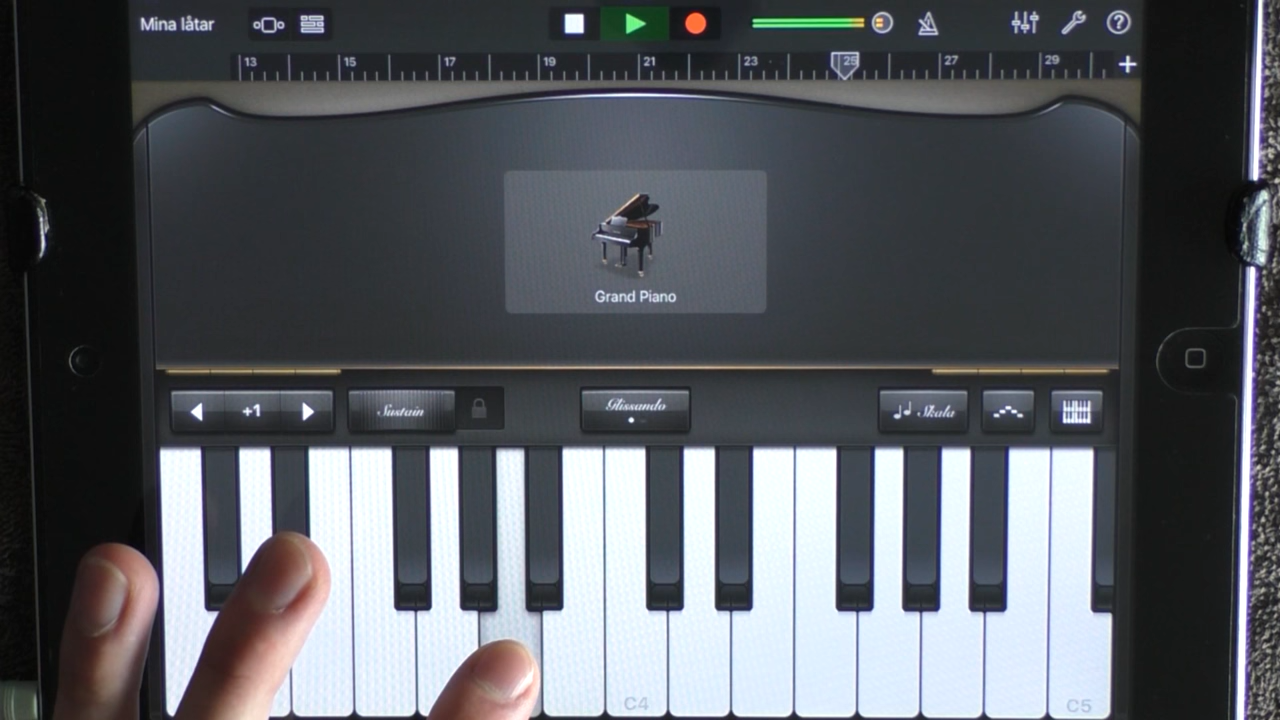 Mina låtar
13 15 17 19 21 23 25 27 29 +
Grand Piano
+1 Sustain Glissando Skala
C4 C5